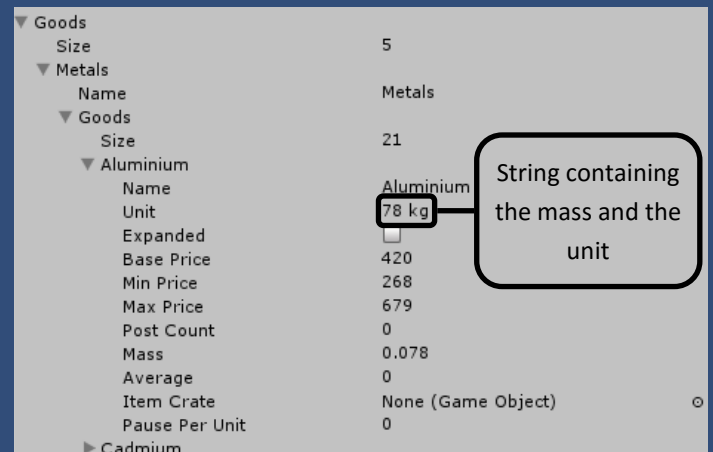 Goods
Size 5
Metals
Name Metals
Goods
Size 21
Aluminium
Name Aluminium
Unit 78 kg
Expanded
Base Price 420
Min Price 268
Max Price 679
Post Count 0
Mass 0.078
Average 0
Item Crate None (Game Object)
Pause Per Unit 0
Cadmium
String containing
the mass and the
unit